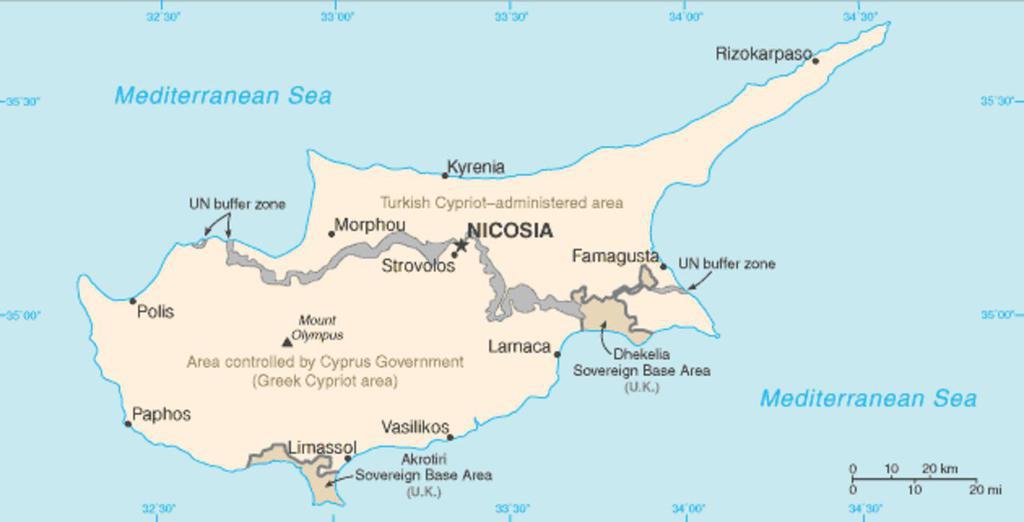 32°30'
33°00'
33°30'
34°00'
34°30'
Rizokarpaso
Mediterranean Sea
35°30'
35°30'
Kyrenia
UN buffer zone
Turkish Cypriot–administered area
Morphou
NICOSIA
Strovolos
Famagusta
UN buffer zone
Polis
35°00'
35°00'
Mount
Olympus
Larnaca
Area controlled by Cyprus Government
(Greek Cypriot area)
Dhekelia
Sovereign Base Area
(U.K.)
Mediterranean Sea
Paphos
Vasilikos
Limassol
Akrotiri
Sovereign Base Area
(U.K.)
0 10 20 km
0 10 20 mi
32°30'
33°00'
33°30'
34°00'
34°30'